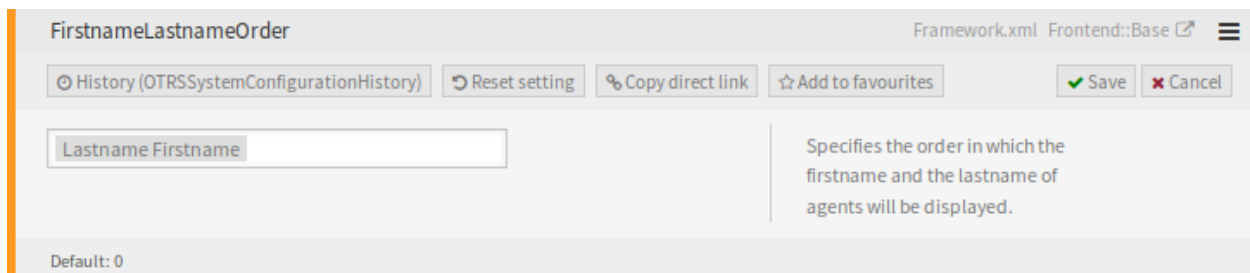 FirstnameLastnameOrder Framework.xml Frontend::Base
History (OTRSSystemConfigurationHistory) Reset setting Copy direct link Add to favourites Save Cancel
Lastname Firstname
Specifies the order in which the
firstname and the lastname of
agents will be displayed.
Default: 0